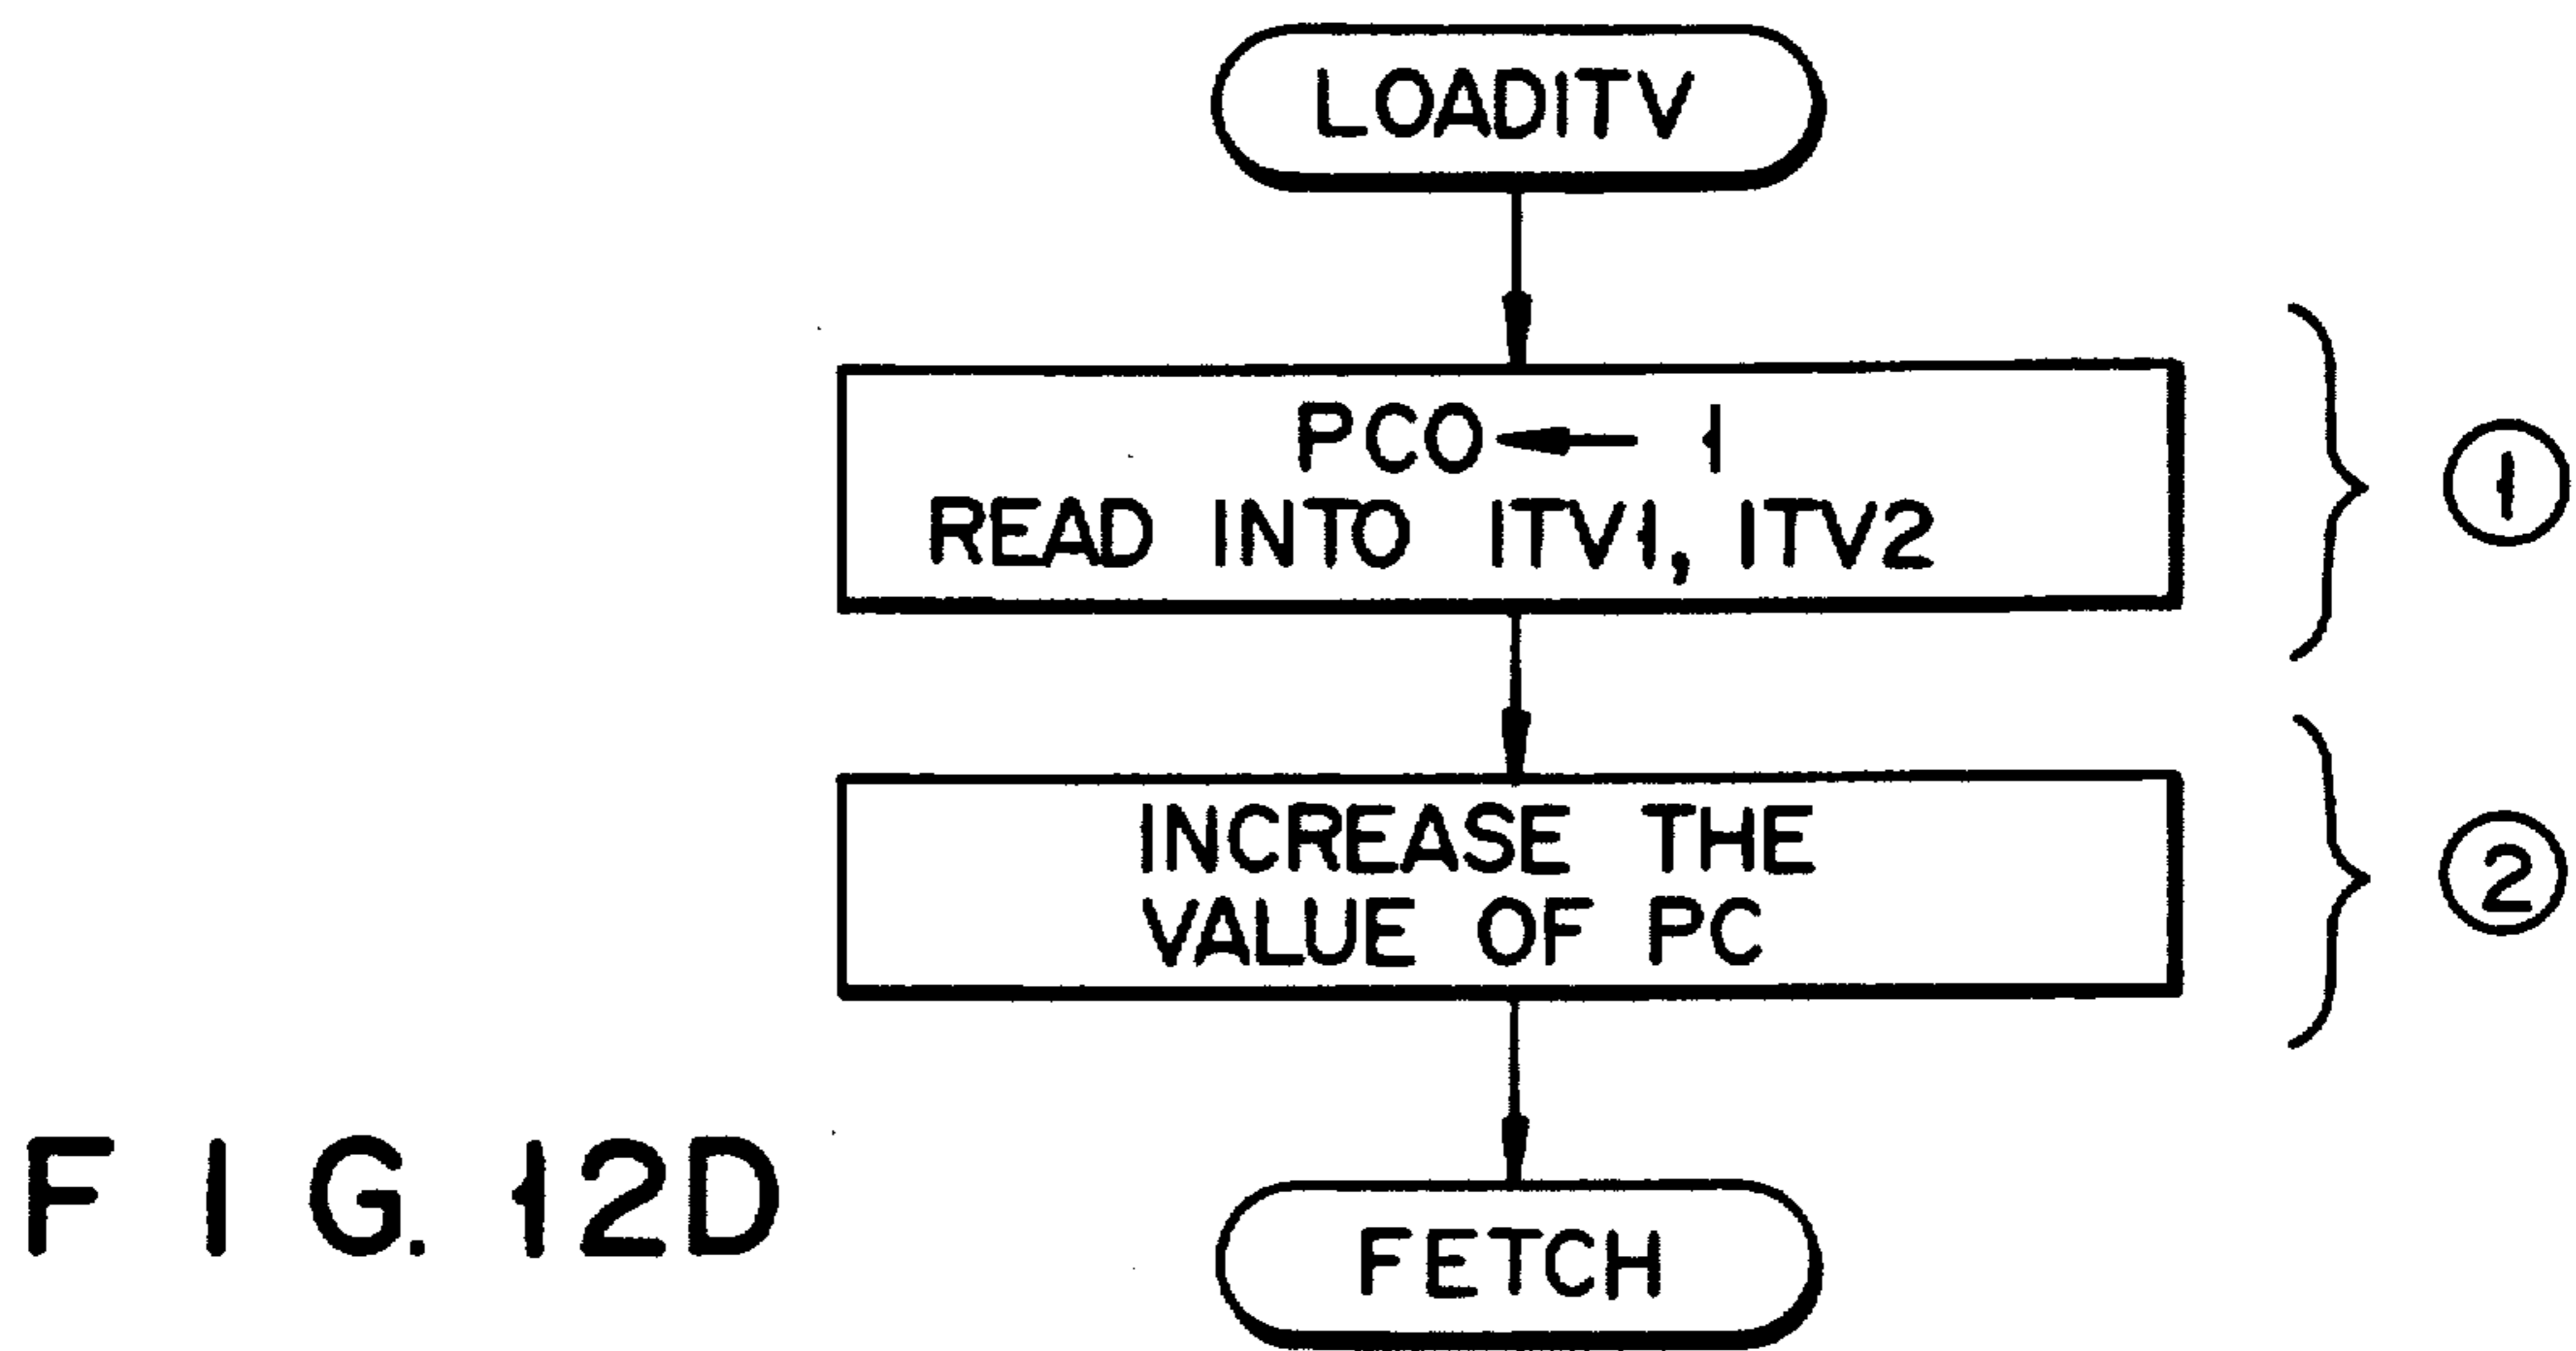 LOADITV
PCO ← 1
READ INTO ITV1, ITV2
①
INCREASE THE
VALUE OF PC
②
FETCH
FIG. 12D